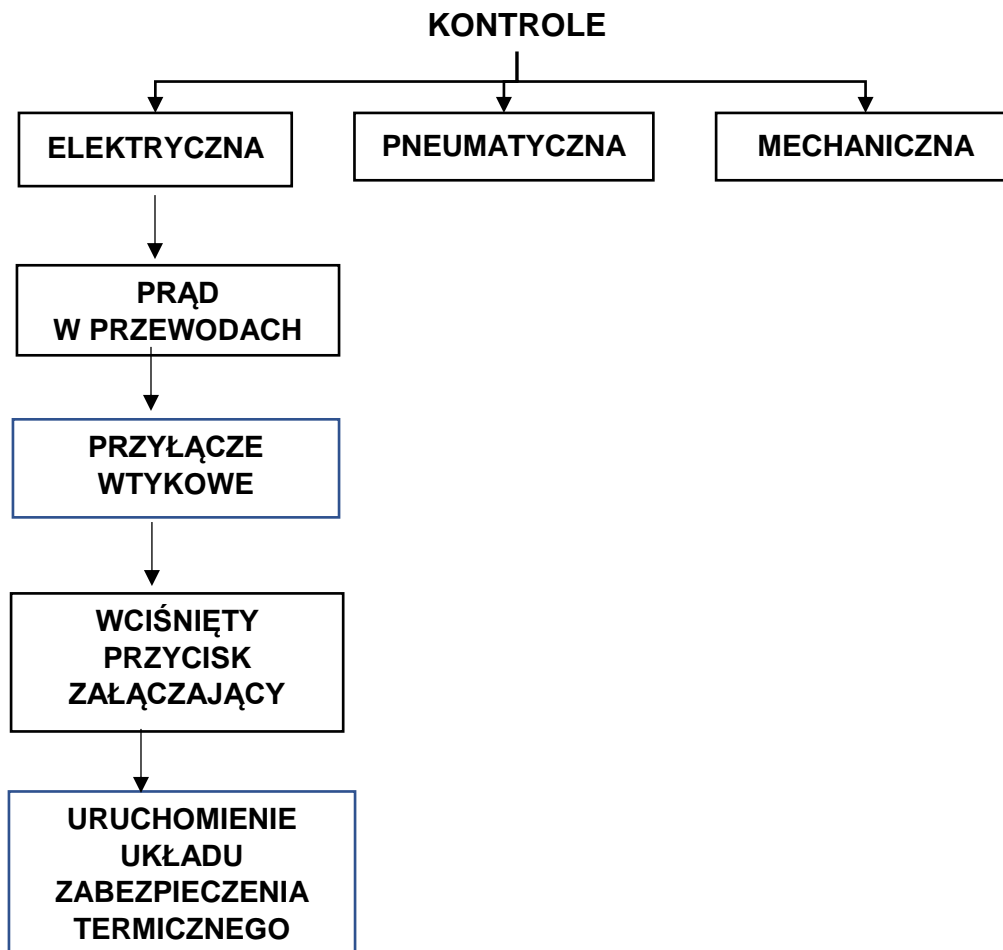 KONTROLE
ELEKTRYCZNA
PNEUMATYCZNA
MECHANICZNA
PRĄD
W PRZEWODACH
PRZYŁĄCZE
WTYKOWE
WCIŚNIĘTY
PRZYCISK
ZAŁĄCZAJĄCY
URUCHOMIENIE
UKŁADU
ZABEZPIECZENIA
TERMICZNEGO